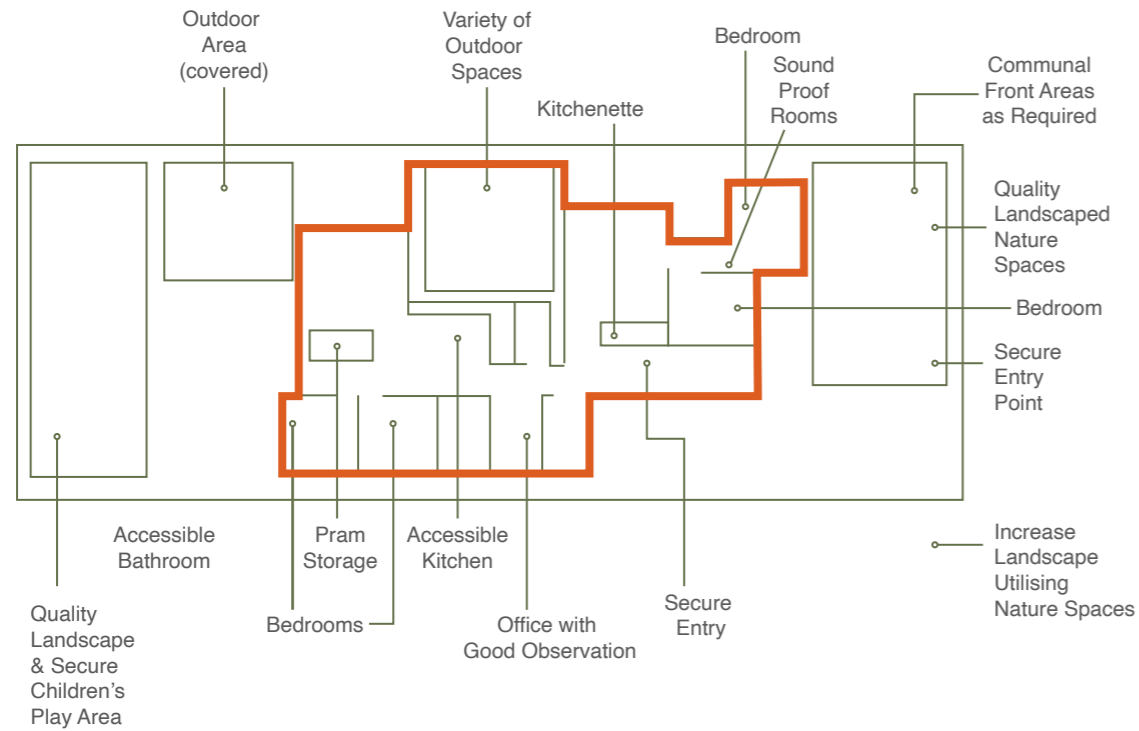 Outdoor
Area
(covered)
Variety of
Outdoor
Spaces
Bedroom
Kitchenette
Sound
Proof
Rooms
Communal
Front Areas
as Required
Quality
Landscaped
Nature
Spaces
Bedroom
Secure
Entry
Point
Accessible
Bathroom
Pram
Storage
Accessible
Kitchen
Increase
Landscape
Utilising
Nature Spaces
Quality
Landscape
& Secure
Children’s
Play Area
Bedrooms
Office with
Good Observation
Secure
Entry